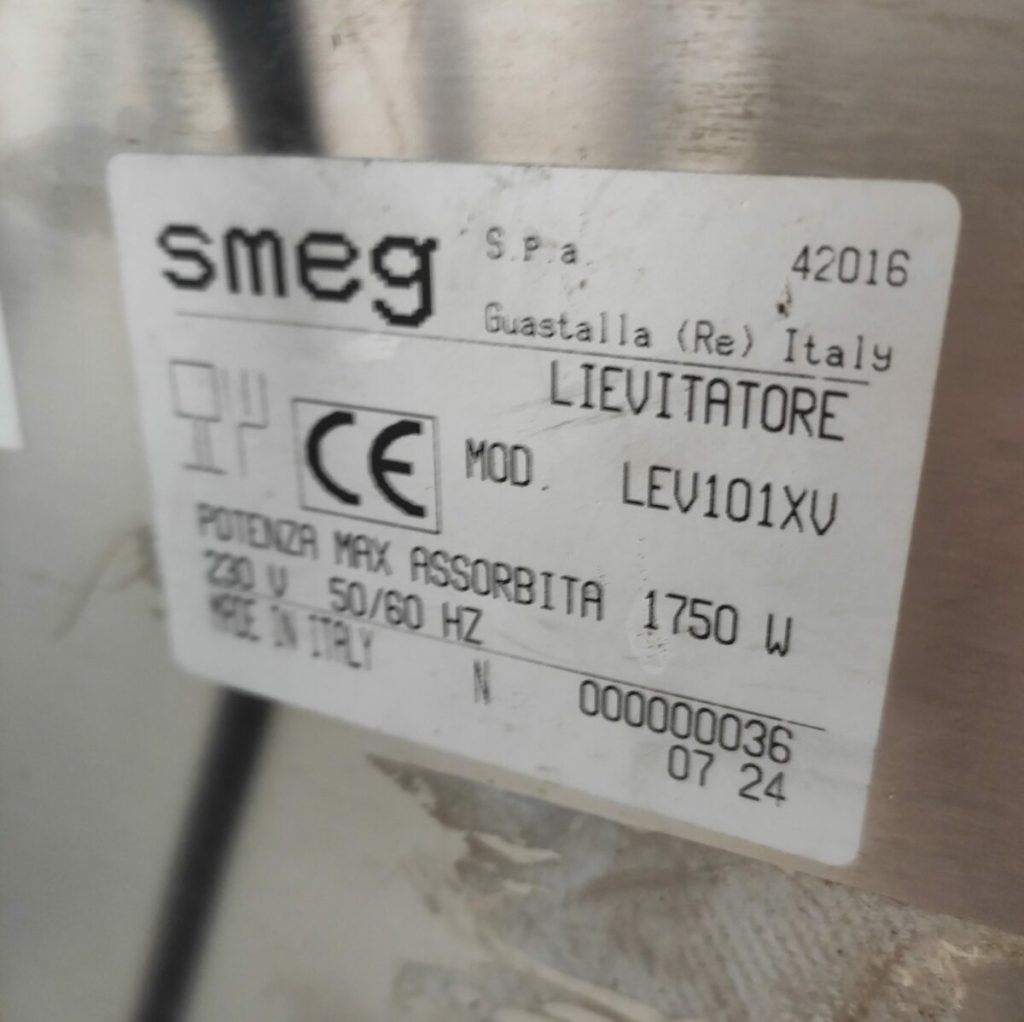 smeg S.p.a. 42016
Guastalla (Re) Italy
LIEVITATORE
CE MOD. LEV101XV
POTENZA MAX ASSORBITA 1750 W
230 V 50/60 HZ
MADE IN ITALY
N 000000036
07 24